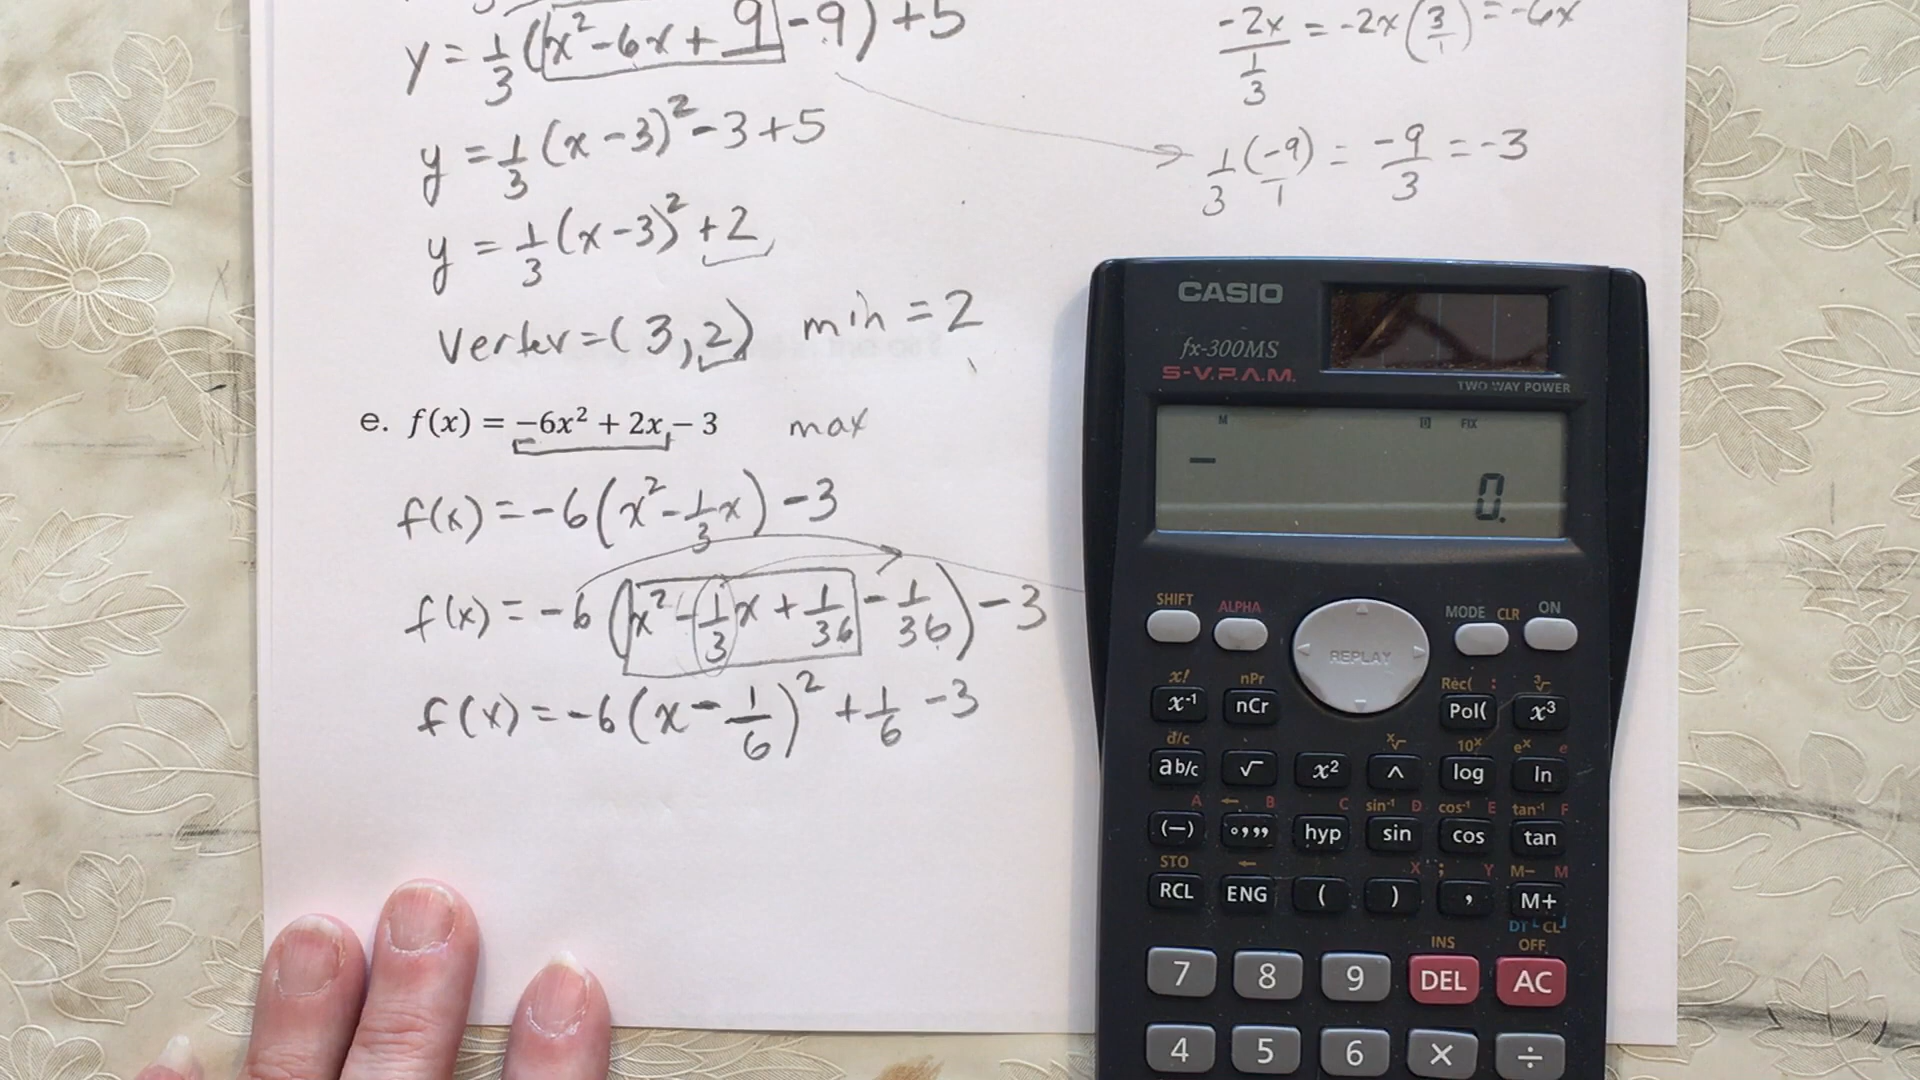 y = 1/3 (x² - 6x + 9 - 9) + 5
y = 1/3 (x - 3)² - 3 + 5
y = 1/3 (x - 3)² + 2
Vertex = (3, 2) min = 2
e. f(x) = −6x² + 2x − 3 max
f(x) = -6 (x² - 1/3 x) - 3
f(x) = -6 (x² - 1/3 x + 1/36 - 1/36) - 3
f(x) = -6 (x - 1/6)² + 1/6 - 3
-2x / 1/3 = -2x (3/1) = -6x
1/3 (-9/1) = -9/3 = -3
CASIO
fx-300MS
S-V.P.A.M.
TWO WAY POWER
M D FIX
−
0.
SHIFT ALPHA MODE CLR ON
REPLAY
x! nPr Rec( : ³√
x⁻¹ nCr Pol( x³
d/c ˣ√ 10ˣ eˣ e
ab/c √ x² ^ log ln
A ← B C sin⁻¹ D cos⁻¹ E tan⁻¹ F
(−) °,,, hyp sin cos tan
STO ← X ; Y M− M
RCL ENG ( ) , M+
DT CL
INS OFF
7 8 9 DEL AC
4 5 6 × ÷